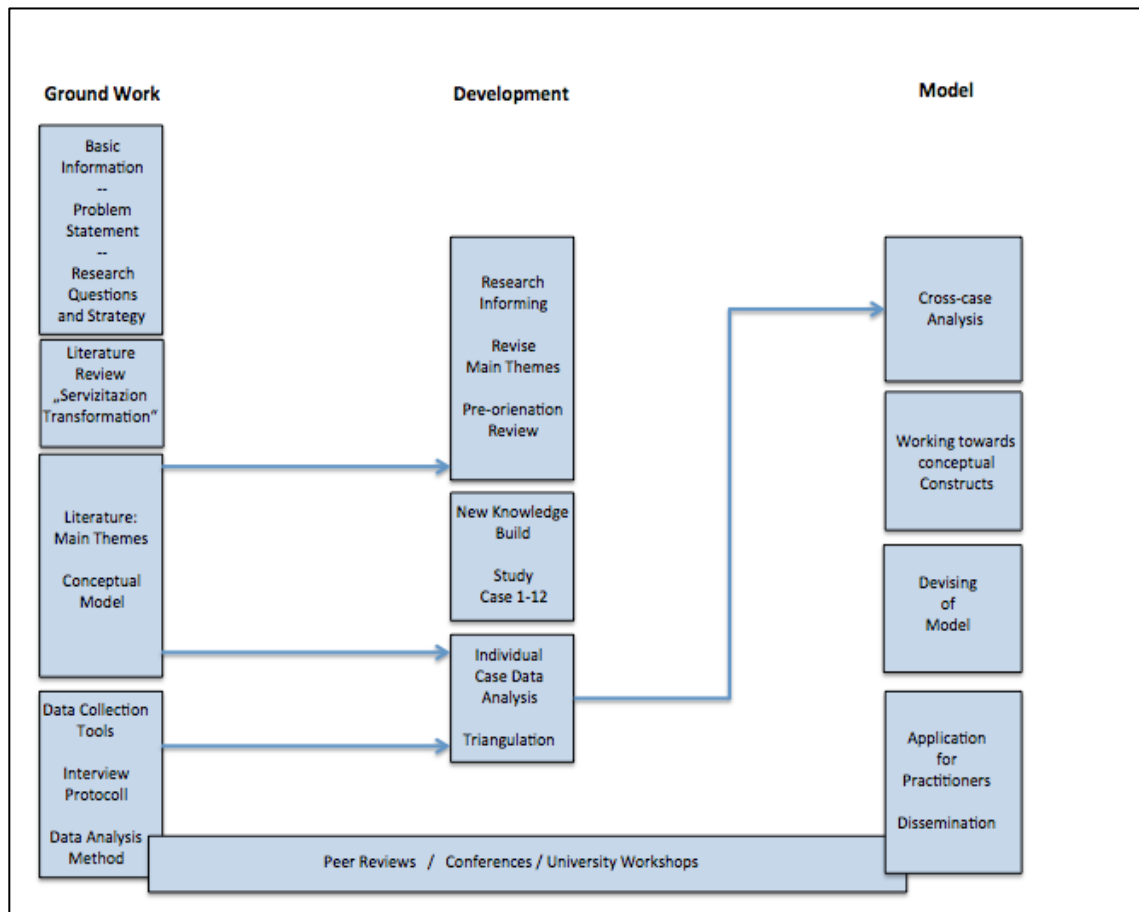 Ground Work
Basic
Information
--
Problem
Statement
--
Research
Questions
and Strategy
Literature
Review
„Servizitazion
Transformation“
Literature:
Main Themes
Conceptual
Model
Data Collection
Tools
Interview
Protocoll
Data Analysis
Method
Development
Research
Informing
Revise
Main Themes
Pre-orienation
Review
New Knowledge
Build
Study
Case 1-12
Individual
Case Data
Analysis
Triangulation
Model
Cross-case
Analysis
Working towards
conceptual
Constructs
Devising
of
Model
Application
for
Practitioners
Dissemination
Peer Reviews / Conferences / University Workshops